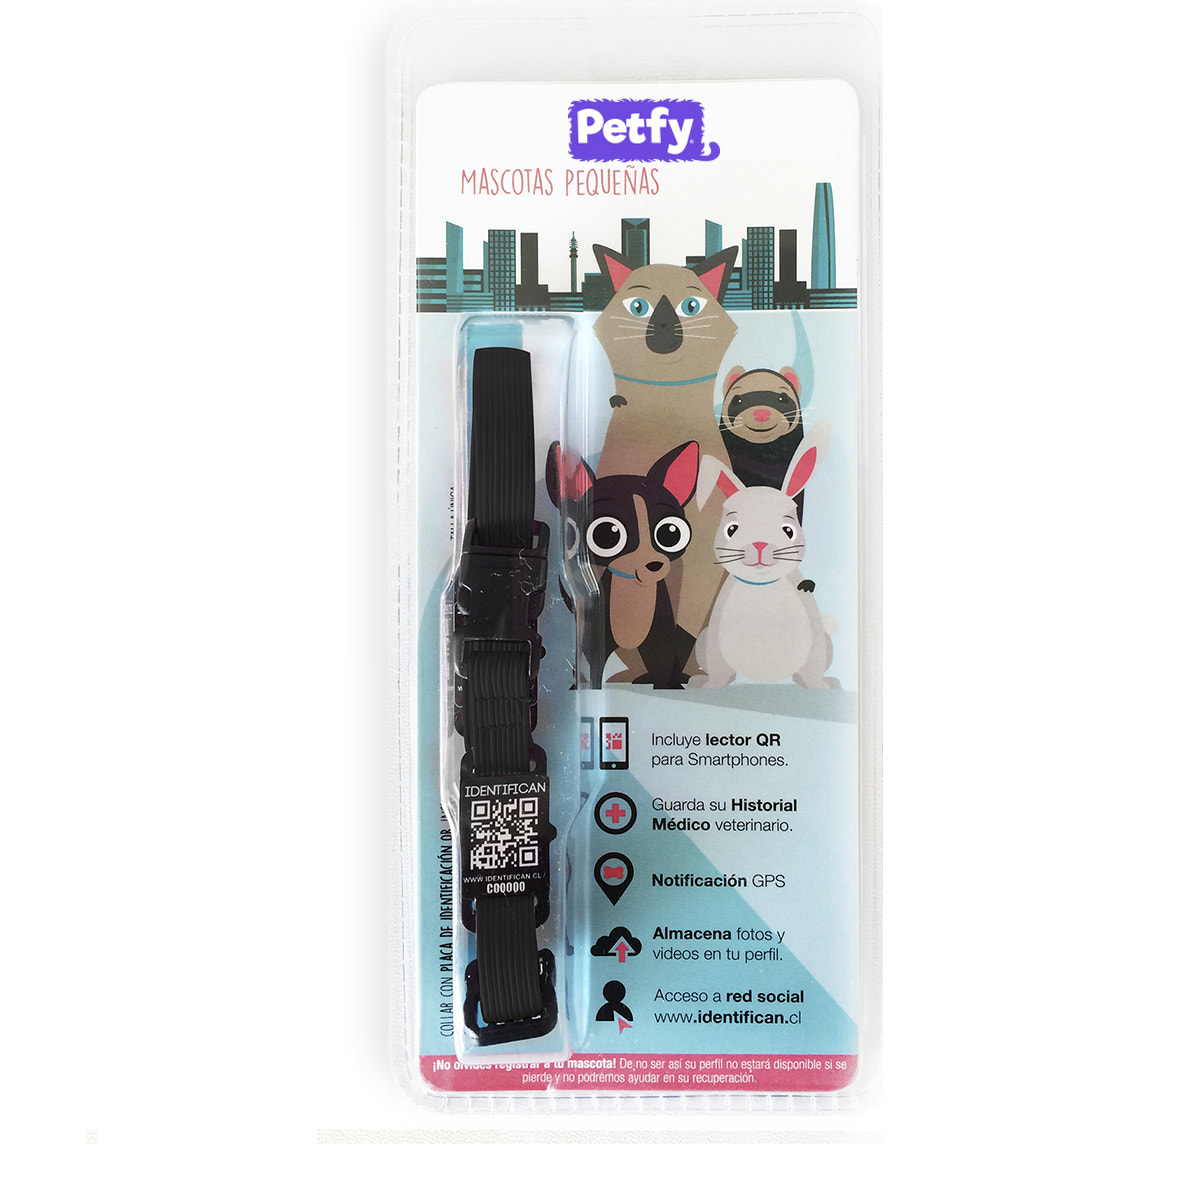 Petfy
MASCOTAS PEQUEÑAS
TALLA ÚNICA
COLLAR CON PLACA DE IDENTIFICACIÓN QR
IDENTIFICAN
WWW.IDENTIFICAN.CL/
COQOQO
Incluye lector QR
para Smartphones.
Guarda su Historial
Médico veterinario.
Notificación GPS
Almacena fotos y
videos en tu perfil.
Acceso a red social
www.identifican.cl
¡No olvides registrar a tu mascota! De no ser así su perfil no estará disponible si se
pierde y no podremos ayudar en su recuperación.